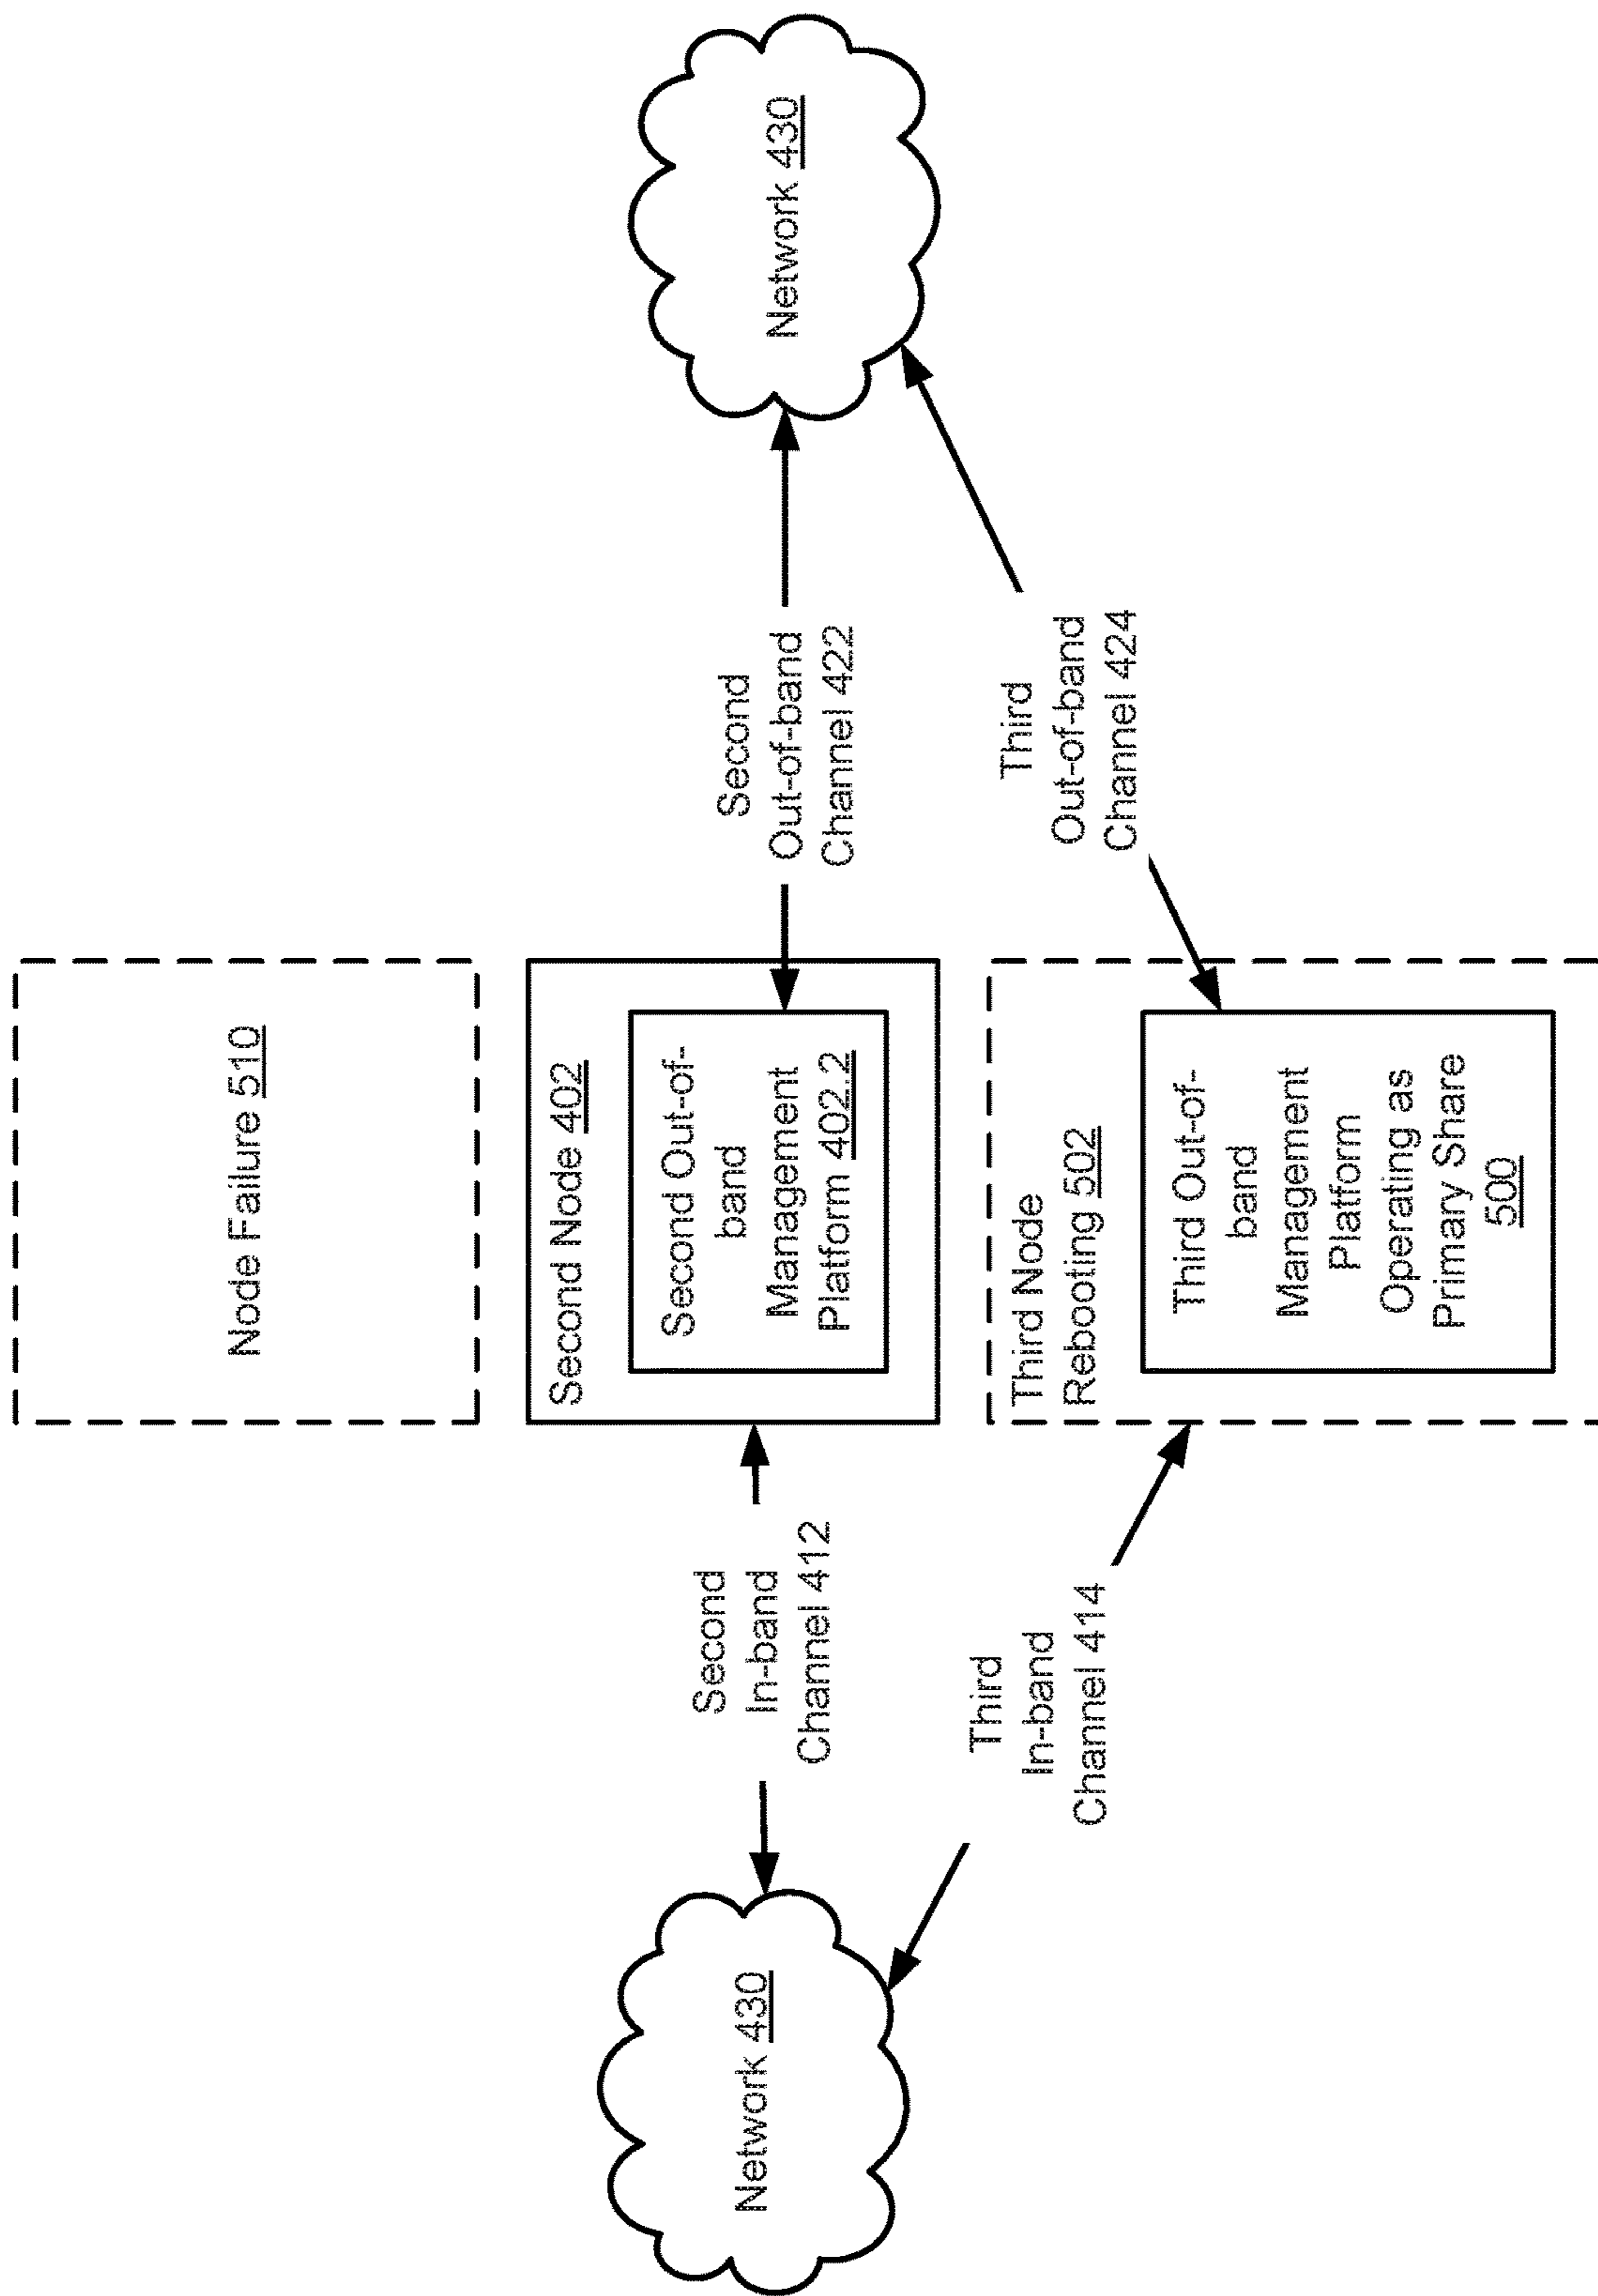 Node Failure 510
Network 430
Second
In-band
Channel 412
Second Node 402
Second Out-of-
band
Management
Platform 402.2
Second
Out-of-band
Channel 422
Network 430
Third
In-band
Channel 414
Third Node
Rebooting 502
Third Out-of-
band
Management
Platform
Operating as
Primary Share
500
Third
Out-of-band
Channel 424